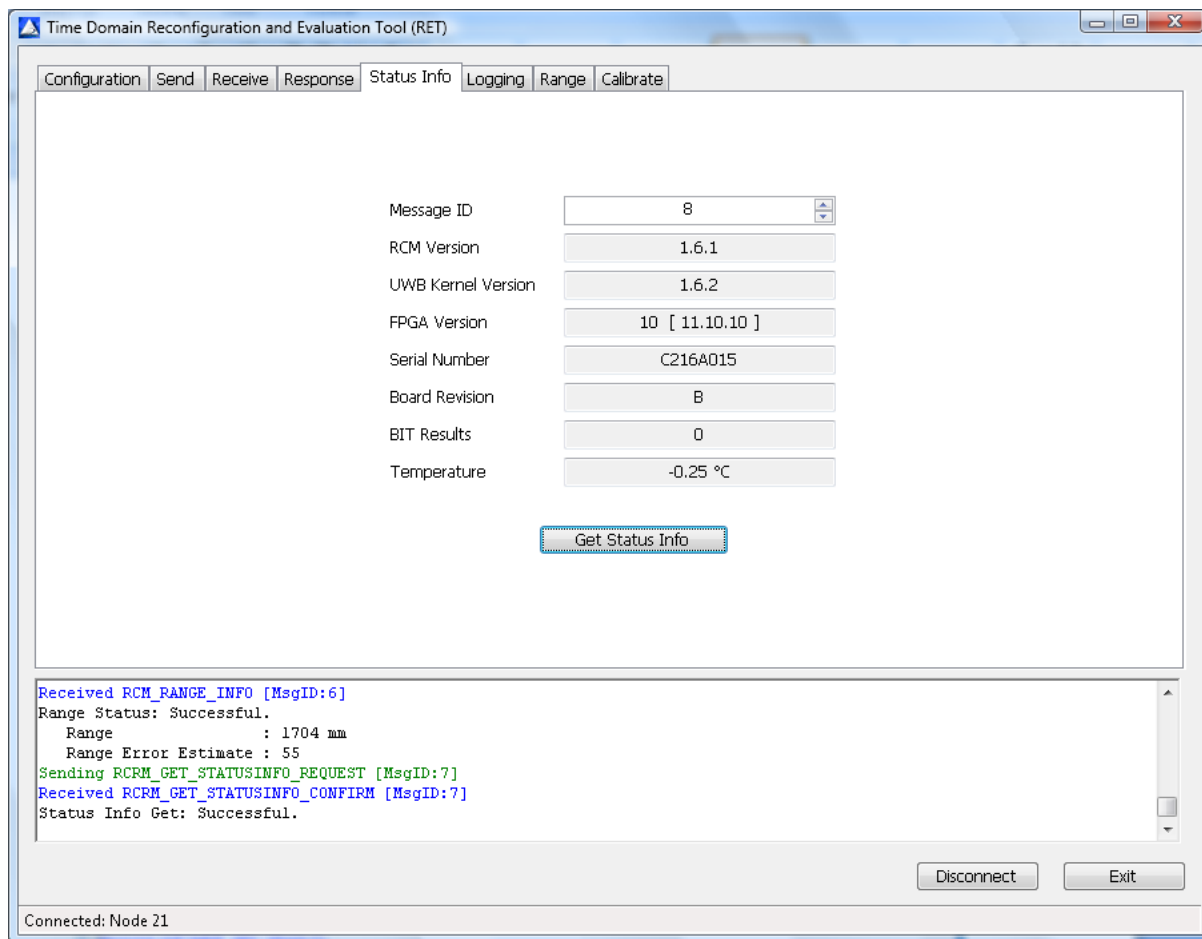 Time Domain Reconfiguration and Evaluation Tool (RET)
Configuration Send Receive Response Status Info Logging Range Calibrate
Message ID 8
RCM Version 1.6.1
UWB Kernel Version 1.6.2
FPGA Version 10 [ 11.10.10 ]
Serial Number C216A015
Board Revision B
BIT Results 0
Temperature -0.25 °C
Get Status Info
Received RCM_RANGE_INFO [MsgID:6]
Range Status: Successful.
Range : 1704 mm
Range Error Estimate : 55
Sending RCRM_GET_STATUSINFO_REQUEST [MsgID:7]
Received RCRM_GET_STATUSINFO_CONFIRM [MsgID:7]
Status Info Get: Successful.
Disconnect Exit
Connected: Node 21